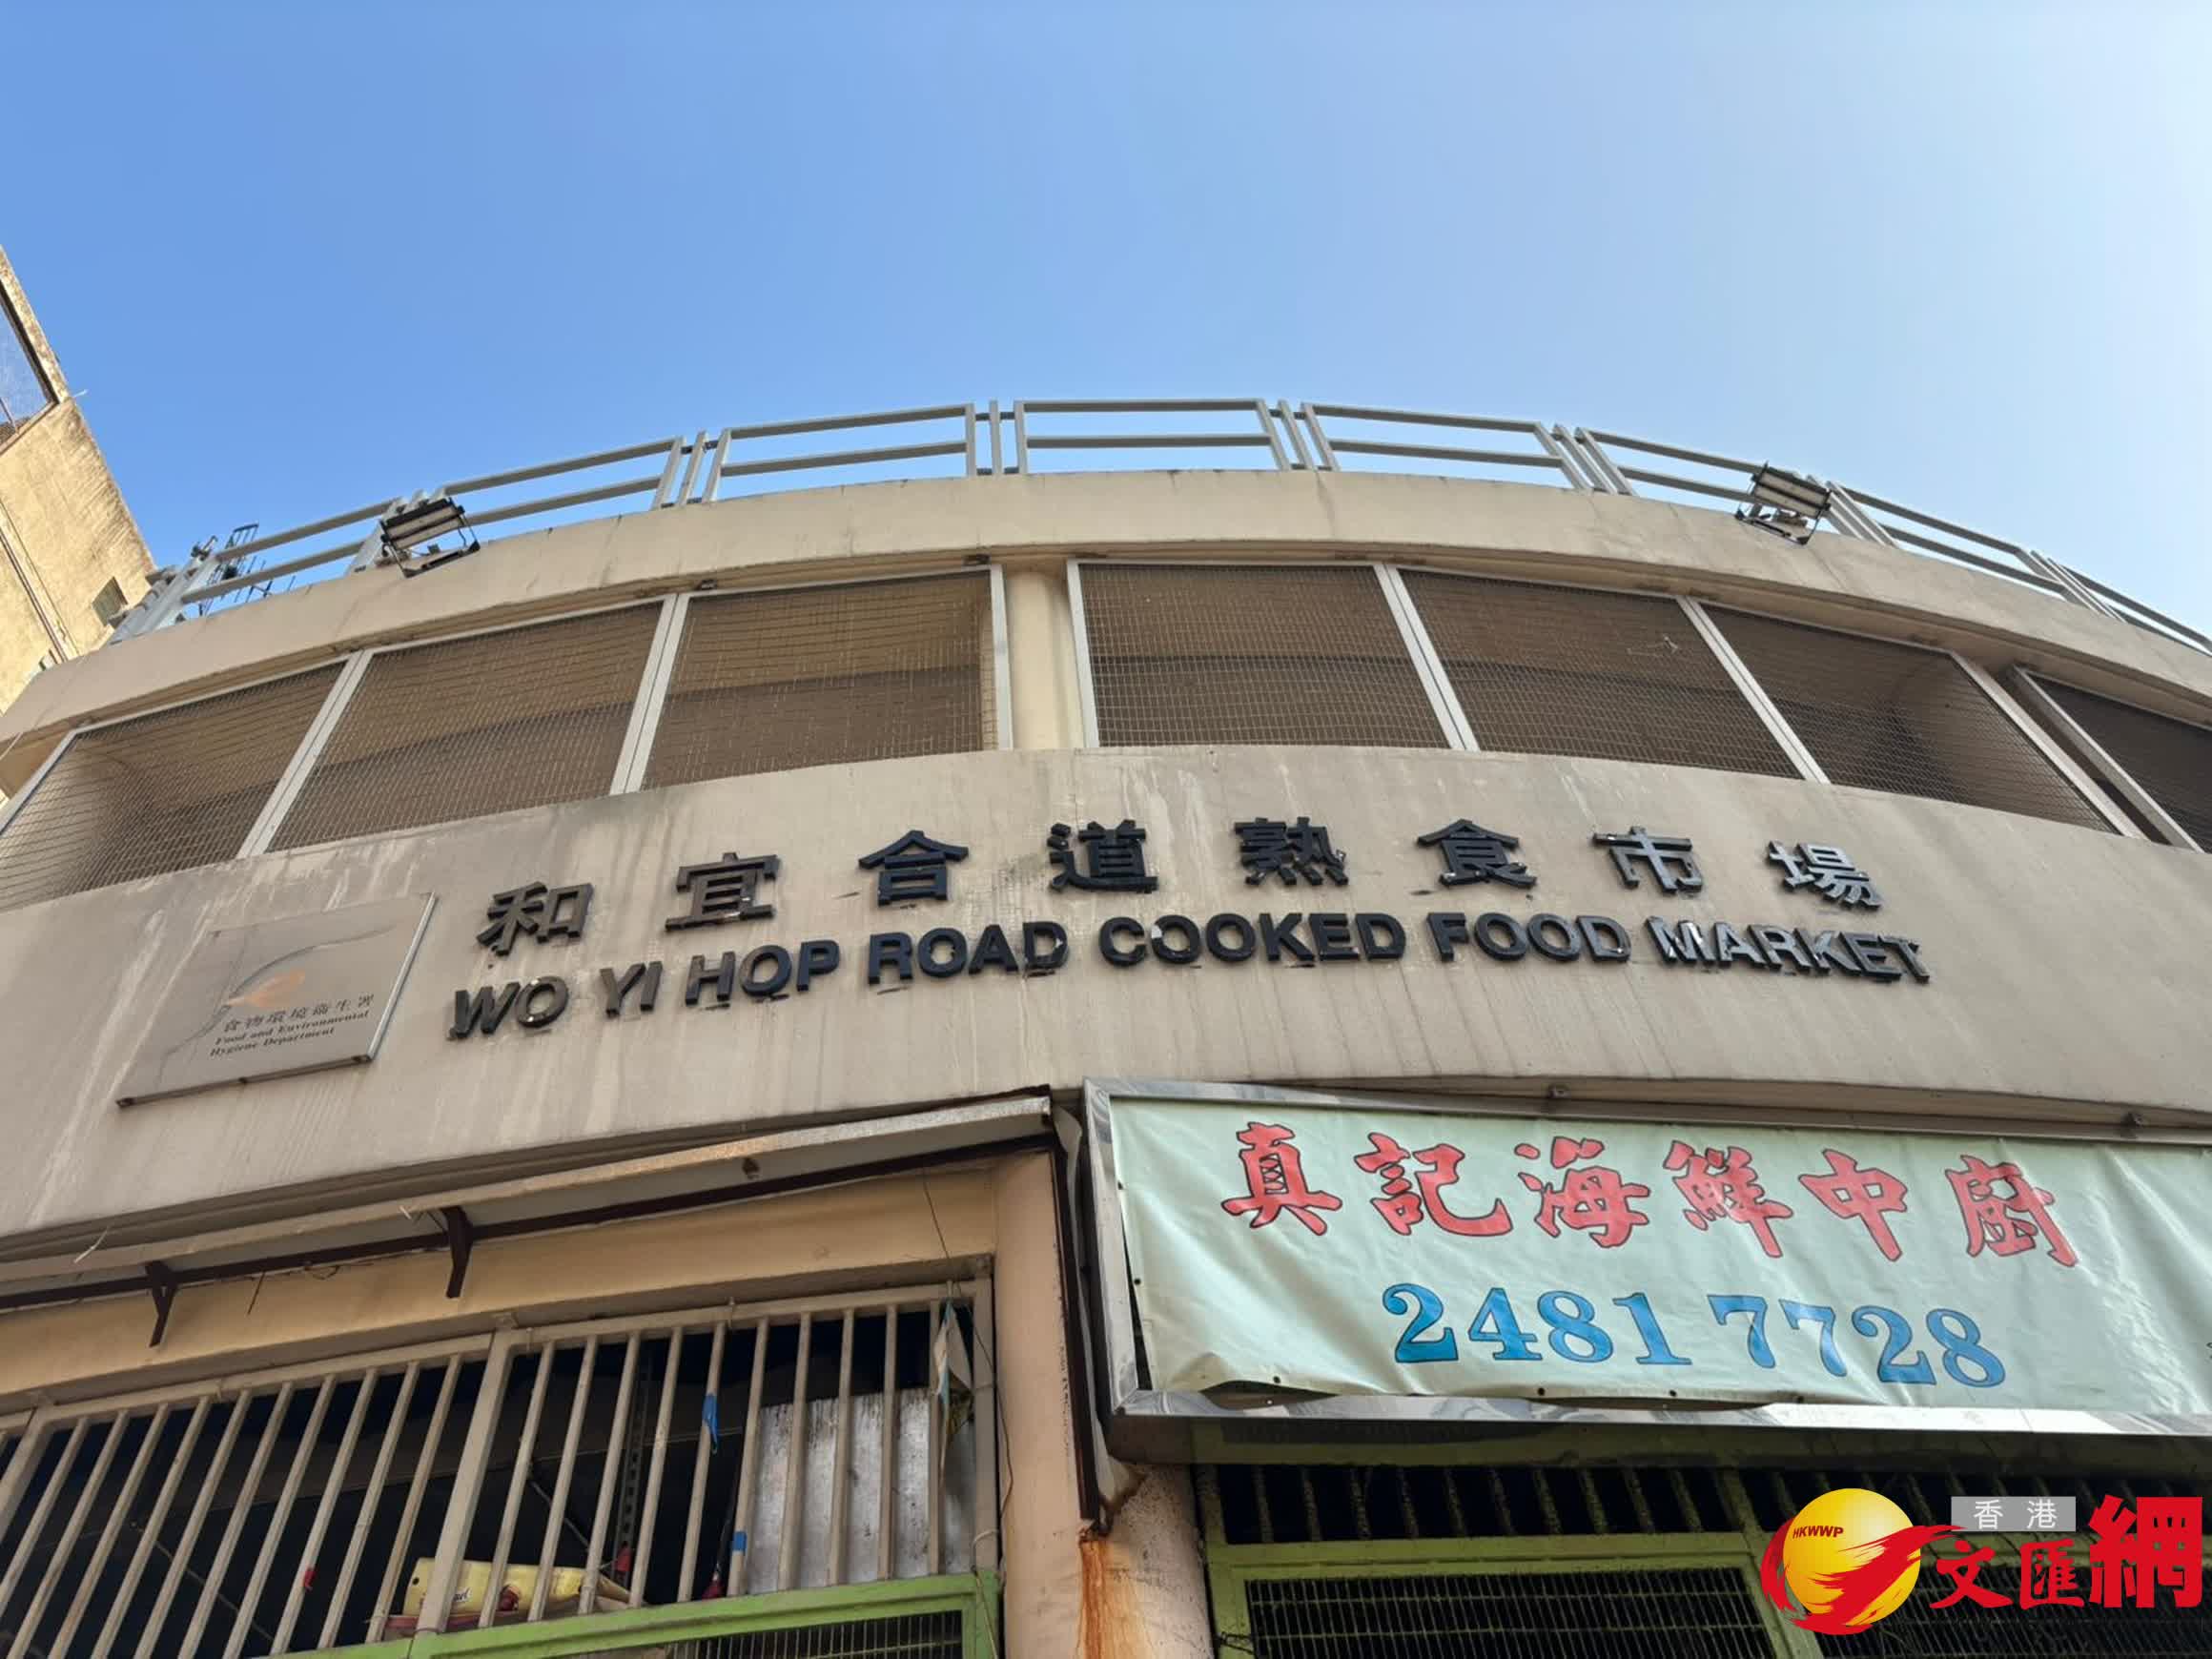 和宜合道熟食市場
WO YI HOP ROAD COOKED FOOD MARKET
食物環境衞生署
Food and Environmental
Hygiene Department
真記海鮮中廚
2481 7728
HKWWP
香港
文匯網